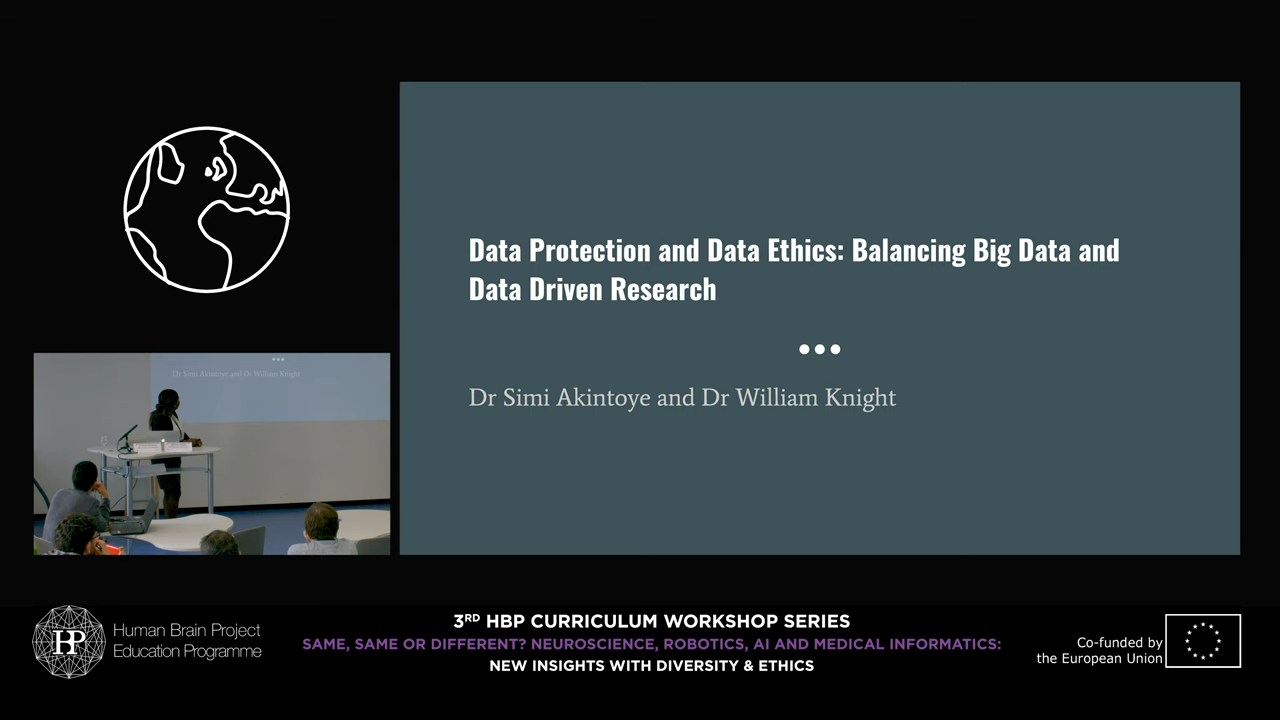 Data Protection and Data Ethics: Balancing Big Data and
Data Driven Research
Dr Simi Akintoye and Dr William Knight
Dr Simi Akintoye and Dr William Knight
HP
Human Brain Project
Education Programme
3RD HBP CURRICULUM WORKSHOP SERIES
SAME, SAME OR DIFFERENT? NEUROSCIENCE, ROBOTICS, AI AND MEDICAL INFORMATICS:
NEW INSIGHTS WITH DIVERSITY & ETHICS
Co-funded by
the European Union